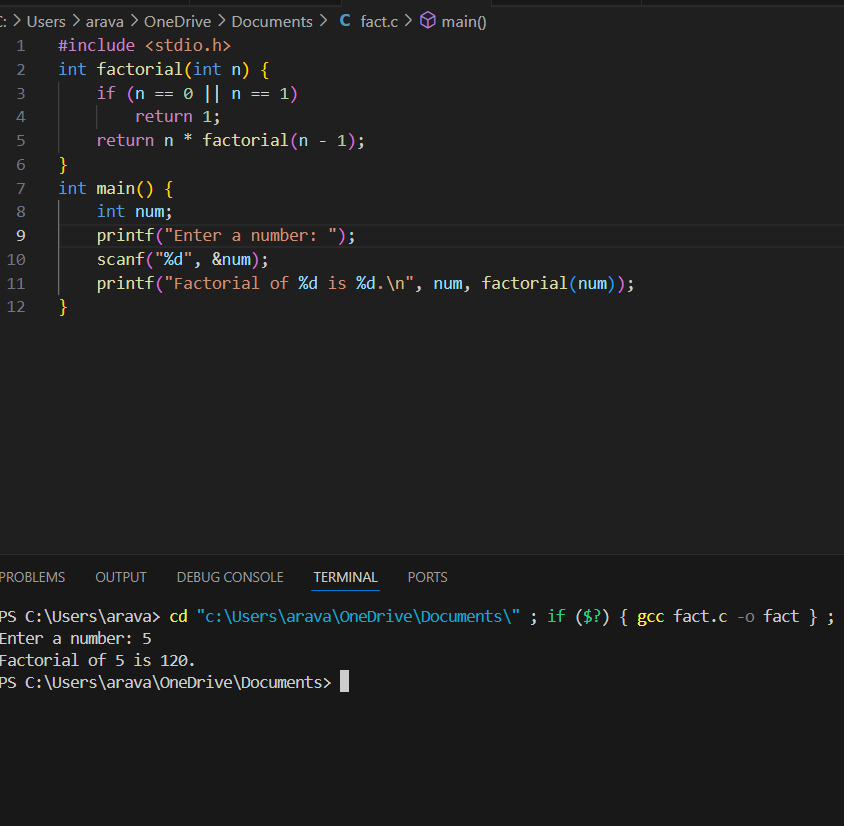 C: > Users > arava > OneDrive > Documents > C fact.c > main()
1 #include <stdio.h>
2 int factorial(int n) {
3     if (n == 0 || n == 1)
4         return 1;
5     return n * factorial(n - 1);
6 }
7 int main() {
8     int num;
9     printf("Enter a number: ");
10     scanf("%d", &num);
11     printf("Factorial of %d is %d.\n", num, factorial(num));
12 }
PROBLEMS OUTPUT DEBUG CONSOLE TERMINAL PORTS
PS C:\Users\arava> cd "c:\Users\arava\OneDrive\Documents\" ; if ($?) { gcc fact.c -o fact } ;
Enter a number: 5
Factorial of 5 is 120.
PS C:\Users\arava\OneDrive\Documents>